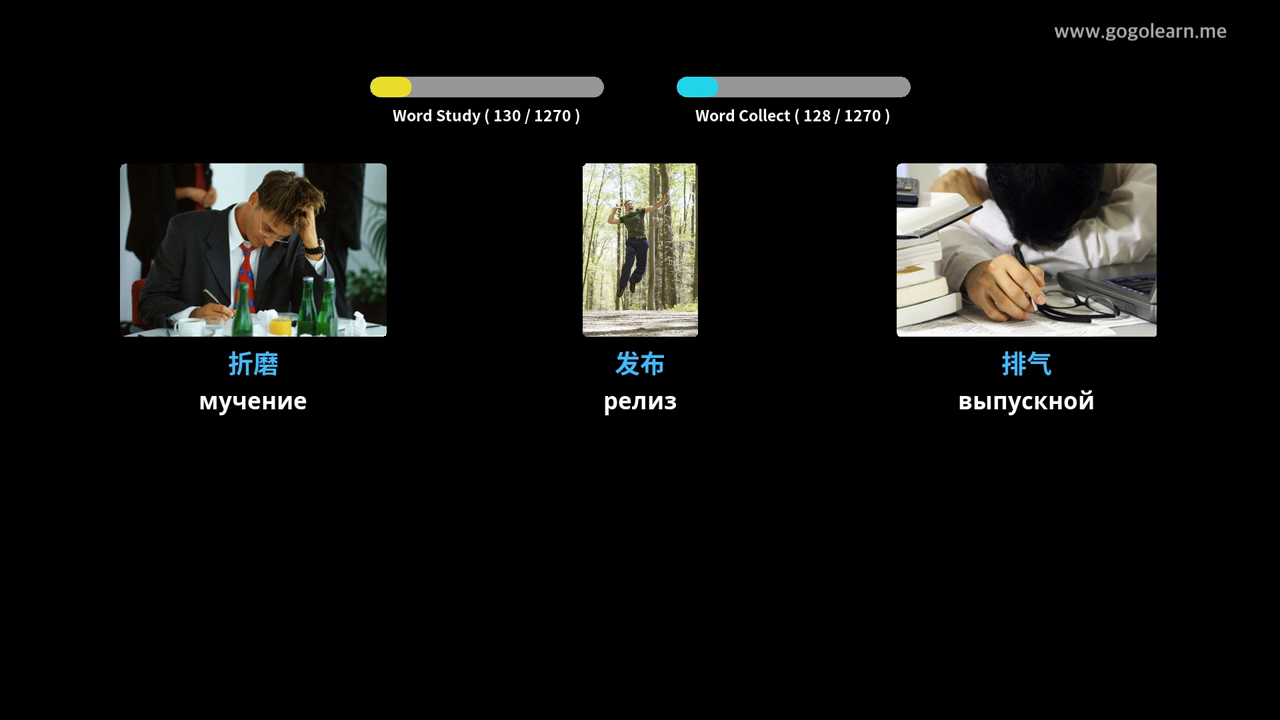 www.gogolearn.me
Word Study ( 130 / 1270 )
Word Collect ( 128 / 1270 )
折磨
мучение
发布
релиз
排气
выпускной